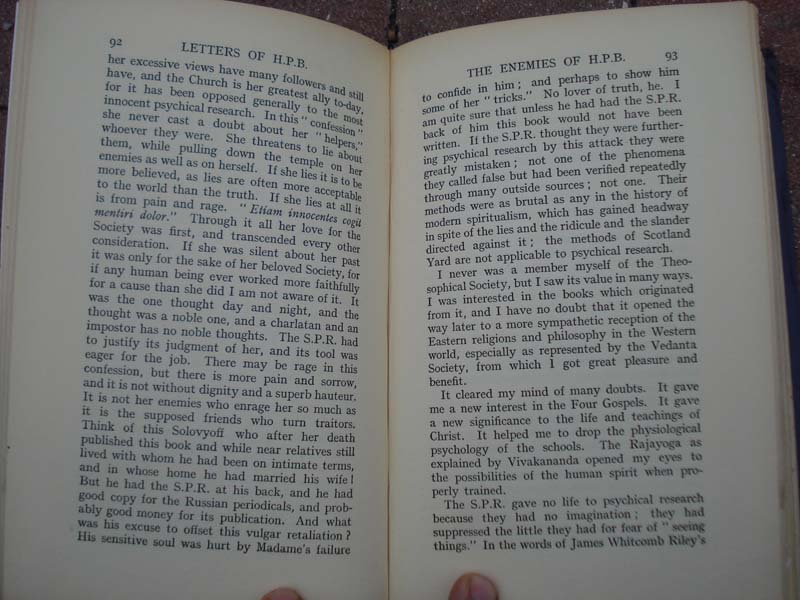 92 LETTERS OF H.P.B.
her excessive views have many followers and still
have, and the Church is her greatest ally to-day,
for it has been opposed generally to the most
innocent psychical research. In this "confession"
she never cast a doubt about her "helpers,"
whoever they were. She threatens to lie about
them, while pulling down the temple on her
enemies as well as on herself. If she lies it is to be
more believed, as lies are often more acceptable
to the world than the truth. If she lies at all it
is from pain and rage. "Etiam innocentes cogit
mentiri dolor." Through it all her love for the
Society was first, and transcended every other
consideration. If she was silent about her past
it was only for the sake of her beloved Society, for
if any human being ever worked more faithfully
for a cause than she did I am not aware of it. It
was the one thought day and night, and the
thought was a noble one, and a charlatan and an
impostor has no noble thoughts. The S.P.R. had
to justify its judgment of her, and its tool was
eager for the job. There may be rage in this
confession, but there is more pain and sorrow,
and it is not without dignity and a superb hauteur.
It is not her enemies who enrage her so much as
it is the supposed friends who turn traitors.
Think of this Solovyoff who after her death
published this book and while near relatives still
lived with whom he had been on intimate terms,
and in whose home he had married his wife!
But he had the S.P.R. at his back, and he had
good copy for the Russian periodicals, and prob-
ably good money for its publication. And what
was his excuse to offset this vulgar retaliation?
His sensitive soul was hurt by Madame's failure
THE ENEMIES OF H.P.B. 93
to confide in him; and perhaps to show him
some of her "tricks." No lover of truth, he. I
am quite sure that unless he had had the S.P.R.
back of him this book would not have been
written. If the S.P.R. thought they were further-
ing psychical research by this attack they were
greatly mistaken; not one of the phenomena
they called false but had been verified repeatedly
through many outside sources; not one. Their
methods were as brutal as any in the history of
modern spiritualism, which has gained headway
in spite of the lies and the ridicule and the slander
directed against it; the methods of Scotland
Yard are not applicable to psychical research.
I never was a member myself of the Theo-
sophical Society, but I saw its value in many ways.
I was interested in the books which originated
from it, and I have no doubt that it opened the
way later to a more sympathetic reception of the
Eastern religions and philosophy in the Western
world, especially as represented by the Vedanta
Society, from which I got great pleasure and
benefit.
It cleared my mind of many doubts. It gave
me a new interest in the Four Gospels. It gave
a new significance to the life and teachings of
Christ. It helped me to drop the physiological
psychology of the schools. The Rajayoga as
explained by Vivakananda opened my eyes to
the possibilities of the human spirit when pro-
perly trained.
The S.P.R. gave no life to psychical research
because they had no imagination; they had
suppressed the little they had for fear of "seeing
things." In the words of James Whitcomb Riley's